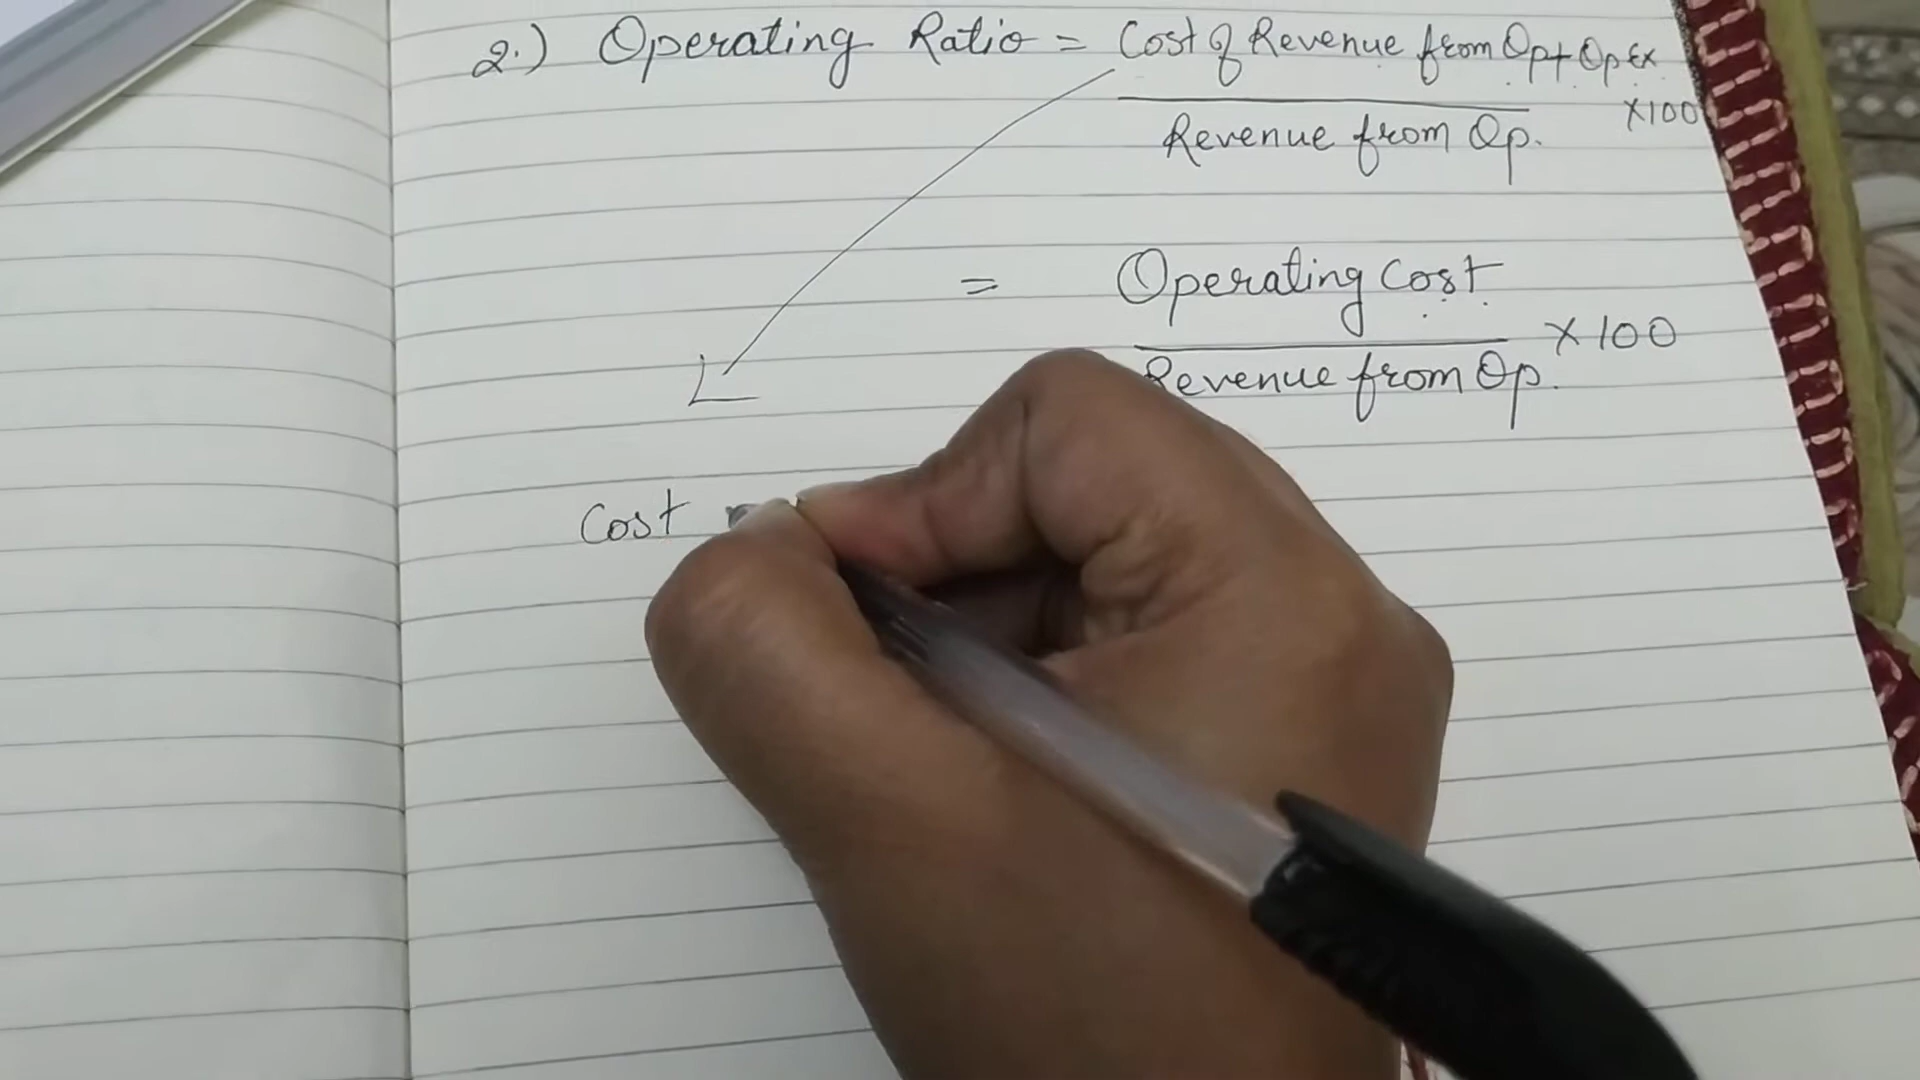 2.) Operating Ratio = Cost of Revenue from Op + Op Ex
Revenue from Op. ×100
= Operating Cost
Revenue from Op. × 100
Cost